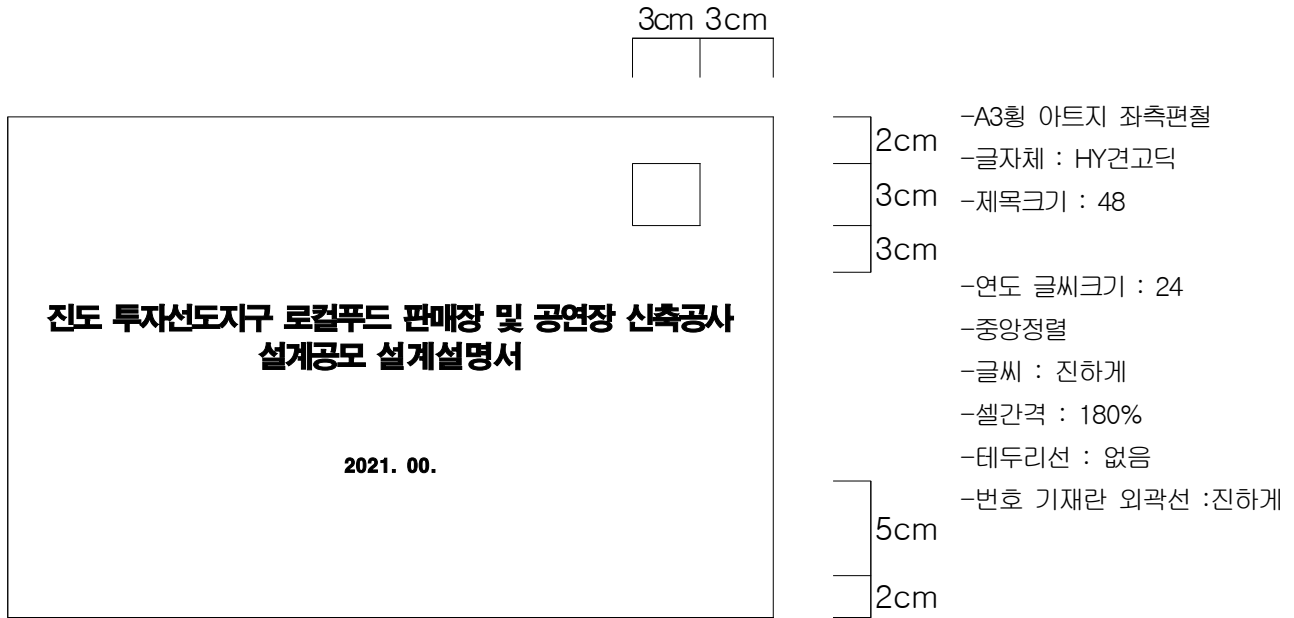 3cm 3cm
2cm
3cm
3cm
-A3횡 아트지 좌측편철
-글자체 : HY견고딕
-제목크기 : 48
-연도 글씨크기 : 24
-중앙정렬
-글씨 : 진하게
-셀간격 : 180%
-테두리선 : 없음
-번호 기재란 외곽선 :진하게
진도 투자선도지구 로컬푸드 판매장 및 공연장 신축공사
설계공모 설계설명서
2021. 00.
5cm
2cm